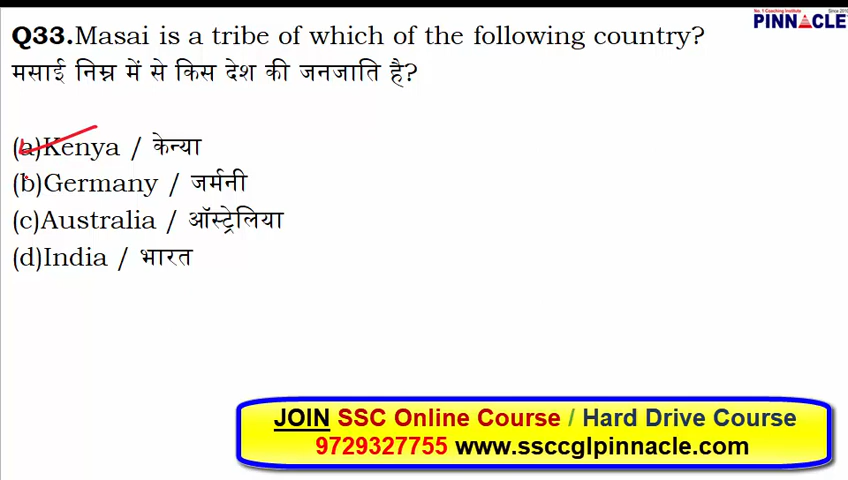 No. 1 Coaching Institute Since 2010
PINNACLE
Q33.Masai is a tribe of which of the following country?
मसाई निम्न में से किस देश की जनजाति है?
(a)Kenya / केन्या
(b)Germany / जर्मनी
(c)Australia / ऑस्ट्रेलिया
(d)India / भारत
JOIN SSC Online Course / Hard Drive Course
9729327755 www.ssccglpinnacle.com